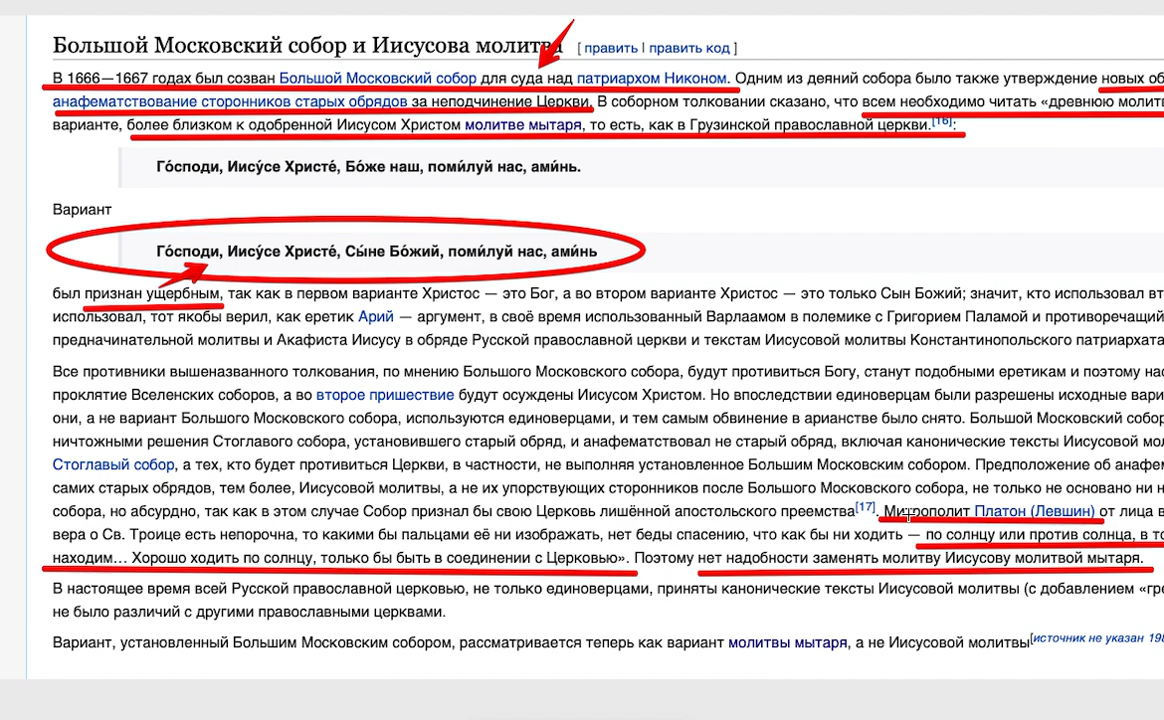 Большой Московский собор и Иисусова молитва [ править | править код ]
В 1666—1667 годах был созван Большой Московский собор для суда над патриархом Никоном. Одним из деяний собора было также утверждение новых об
анафематствование сторонников старых обрядов за неподчинение Церкви. В соборном толковании сказано, что всем необходимо читать «древнюю молит
варианте, более близком к одобренной Иисусом Христом молитве мытаря, то есть, как в Грузинской православной церкви.[16]:
Го́споди, Иису́се Христе́, Бо́же наш, поми́луй нас, ами́нь.
Вариант
Го́споди, Иису́се Христе́, Сы́не Бо́жий, поми́луй нас, ами́нь
был признан ущербным, так как в первом варианте Христос — это Бог, а во втором варианте Христос — это только Сын Божий; значит, кто использовал вт
использовал, тот якобы верил, как еретик Арий — аргумент, в своё время использованный Варлаамом в полемике с Григорием Паламой и противоречащий
предначинательной молитвы и Акафиста Иисусу в обряде Русской православной церкви и текстам Иисусовой молитвы Константинопольского патриархата
Все противники вышеназванного толкования, по мнению Большого Московского собора, будут противиться Богу, станут подобными еретикам и поэтому нас
проклятие Вселенских соборов, а во второе пришествие будут осуждены Иисусом Христом. Но впоследствии единоверцам были разрешены исходные вари
они, а не вариант Большого Московского собора, используются единоверцами, и тем самым обвинение в арианстве было снято. Большой Московский собор
ничтожными решения Стоглавого собора, установившего старый обряд, и анафематствовал не старый обряд, включая канонические тексты Иисусовой мол
Стоглавый собор, а тех, кто будет противиться Церкви, в частности, не выполняя установленное Большим Московским собором. Предположение об анафем
самих старых обрядов, тем более, Иисусовой молитвы, а не их упорствующих сторонников после Большого Московского собора, не только не основано ни н
собора, но абсурдно, так как в этом случае Собор признал бы свою Церковь лишённой апостольского преемства[17]. Митрополит Платон (Левшин) от лица в
вера о Св. Троице есть непорочна, то какими бы пальцами её ни изображать, нет беды спасению, что как бы ни ходить — по солнцу или против солнца, в то
находим... Хорошо ходить по солнцу, только бы быть в соединении с Церковью». Поэтому нет надобности заменять молитву Иисусову молитвой мытаря.
В настоящее время всей Русской православной церковью, не только единоверцами, приняты канонические тексты Иисусовой молитвы (с добавлением «гре
не было различий с другими православными церквами.
Вариант, установленный Большим Московским собором, рассматривается теперь как вариант молитвы мытаря, а не Иисусовой молитвы[источник не указан 198